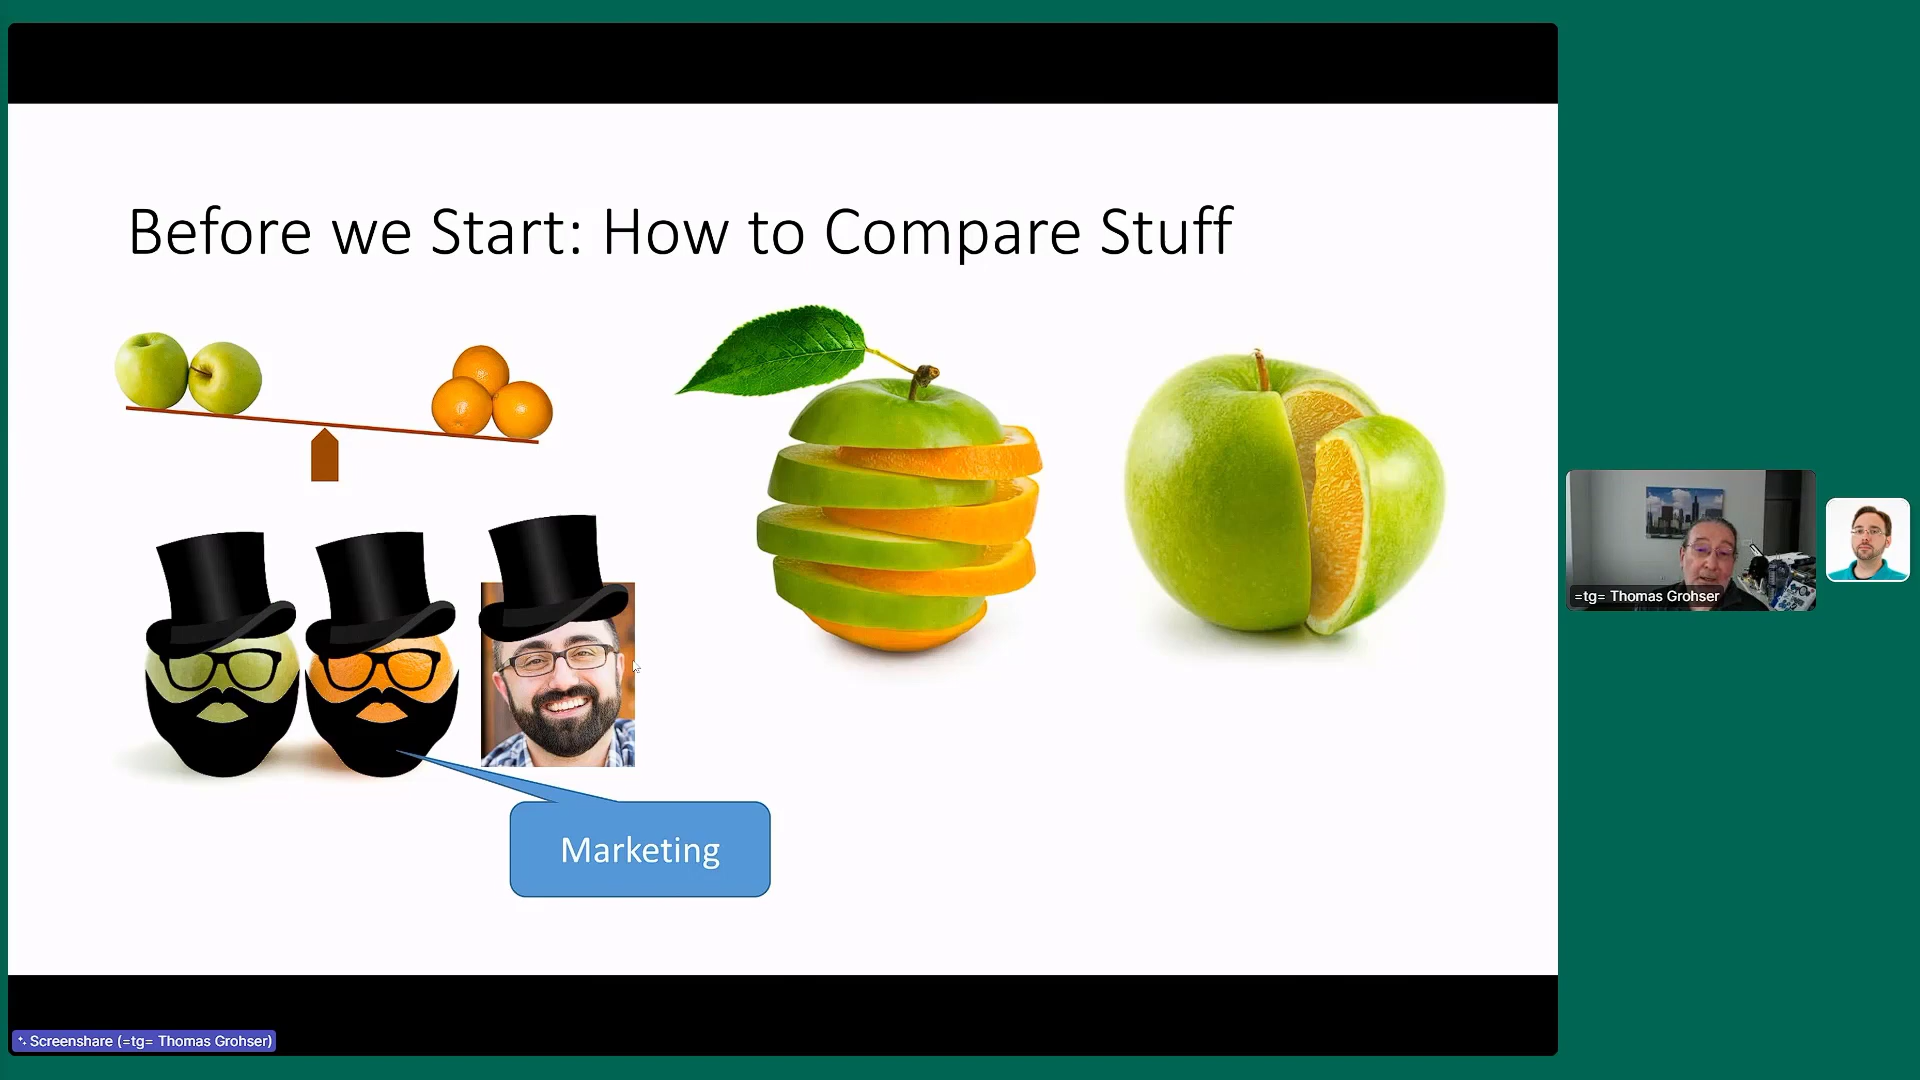 Before we Start: How to Compare Stuff
Marketing
=tg= Thomas Grohser
Screenshare (=tg= Thomas Grohser)